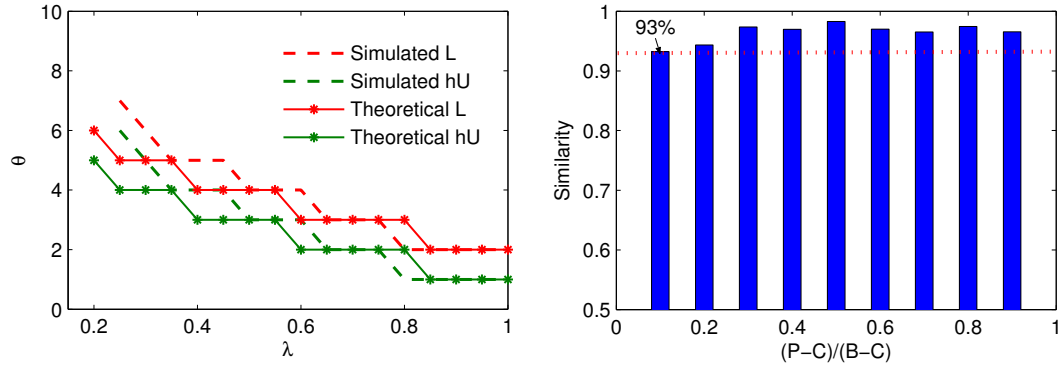 10
8
6
4
2
0
θ
0.2 0.4 0.6 0.8 1
λ
Simulated L
Simulated hU
Theoretical L
Theoretical hU
1
0.9
0.8
0.7
0.6
0.5
Similarity
93%
0 0.2 0.4 0.6 0.8 1
(P−C)/(B−C)